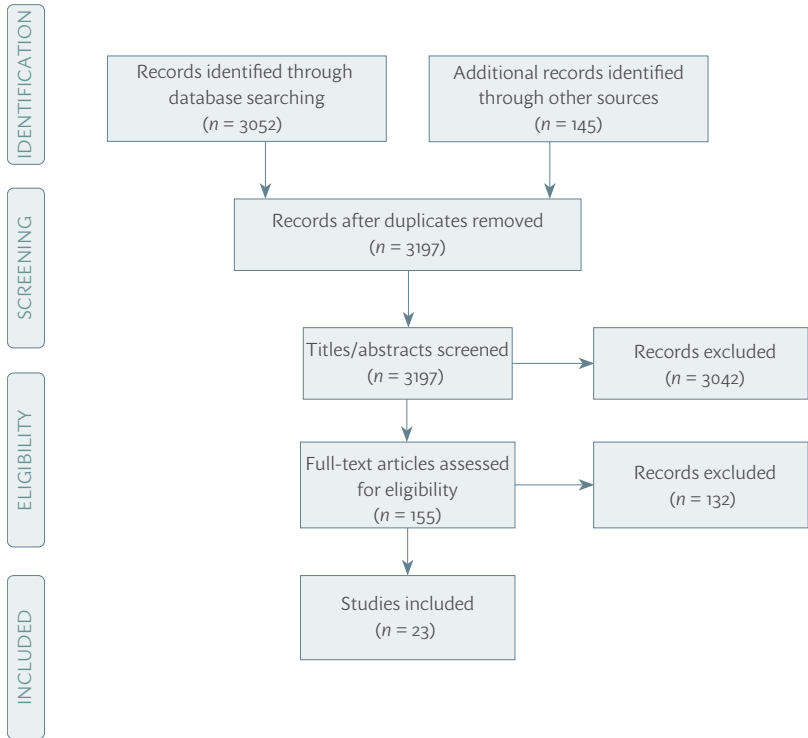 IDENTIFICATION
Records identified through
database searching
(n = 3052)
Additional records identified
through other sources
(n = 145)
SCREENING
Records after duplicates removed
(n = 3197)
Titles/abstracts screened
(n = 3197)
Records excluded
(n = 3042)
ELIGIBILITY
Full-text articles assessed
for eligibility
(n = 155)
Records excluded
(n = 132)
INCLUDED
Studies included
(n = 23)